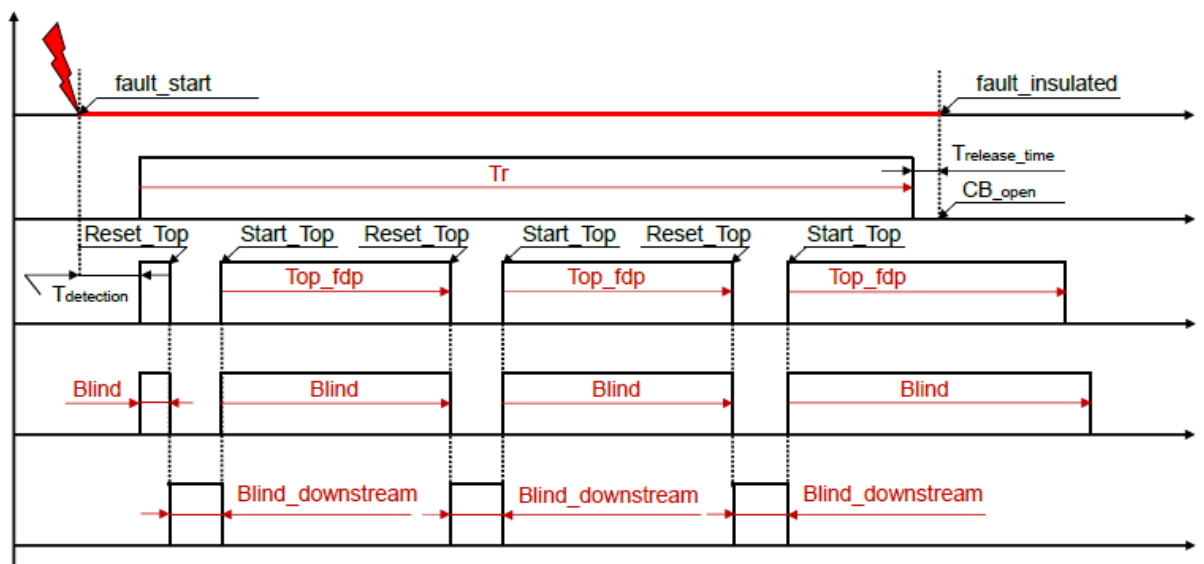 fault_start
fault_insulated
Tr
Trelease_time
CB_open
Reset_Top
Start_Top
Reset_Top
Start_Top
Reset_Top
Start_Top
Tdetection
Top_fdp
Top_fdp
Top_fdp
Blind
Blind
Blind
Blind
Blind_downstream
Blind_downstream
Blind_downstream